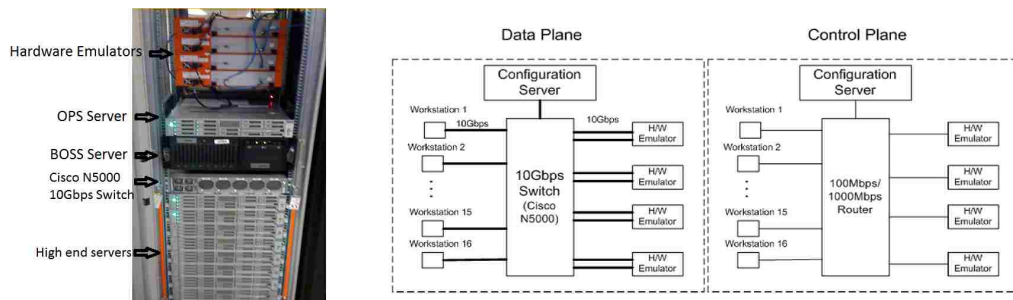 Hardware Emulators
OPS Server
BOSS Server
Cisco N5000
10Gbps Switch
High end servers
Data Plane
Configuration
Server
Workstation 1
10Gbps
10Gbps
Workstation 2
Workstation 15
Workstation 16
10Gbps
Switch
(Cisco
N5000)
H/W
Emulator
H/W
Emulator
H/W
Emulator
H/W
Emulator
Control Plane
Configuration
Server
Workstation 1
Workstation 2
Workstation 15
Workstation 16
100Mbps/
1000Mbps
Router
H/W
Emulator
H/W
Emulator
H/W
Emulator
H/W
Emulator